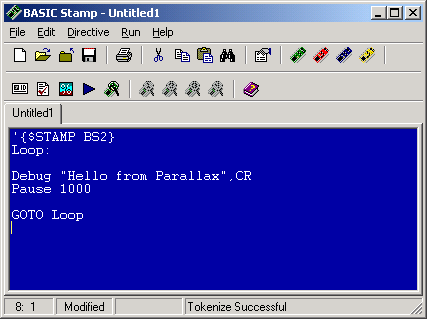 BASIC Stamp - Untitled1
File Edit Directive Run Help
Untitled1
'{$STAMP BS2}
Loop:
Debug "Hello from Parallax",CR
Pause 1000
GOTO Loop
8: 1 Modified Tokenize Successful